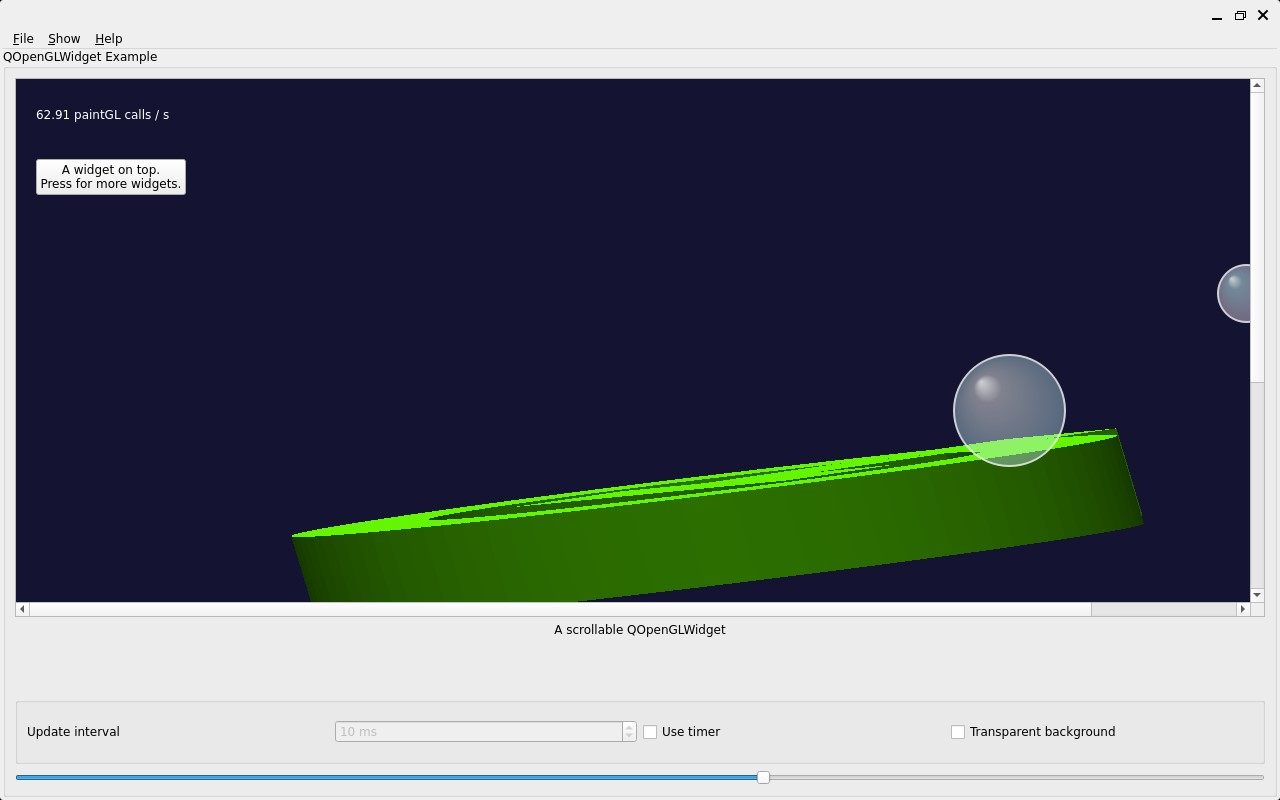 File Show Help
QOpenGLWidget Example
62.91 paintGL calls / s
A widget on top.
Press for more widgets.
A scrollable QOpenGLWidget
Update interval
10 ms
Use timer
Transparent background